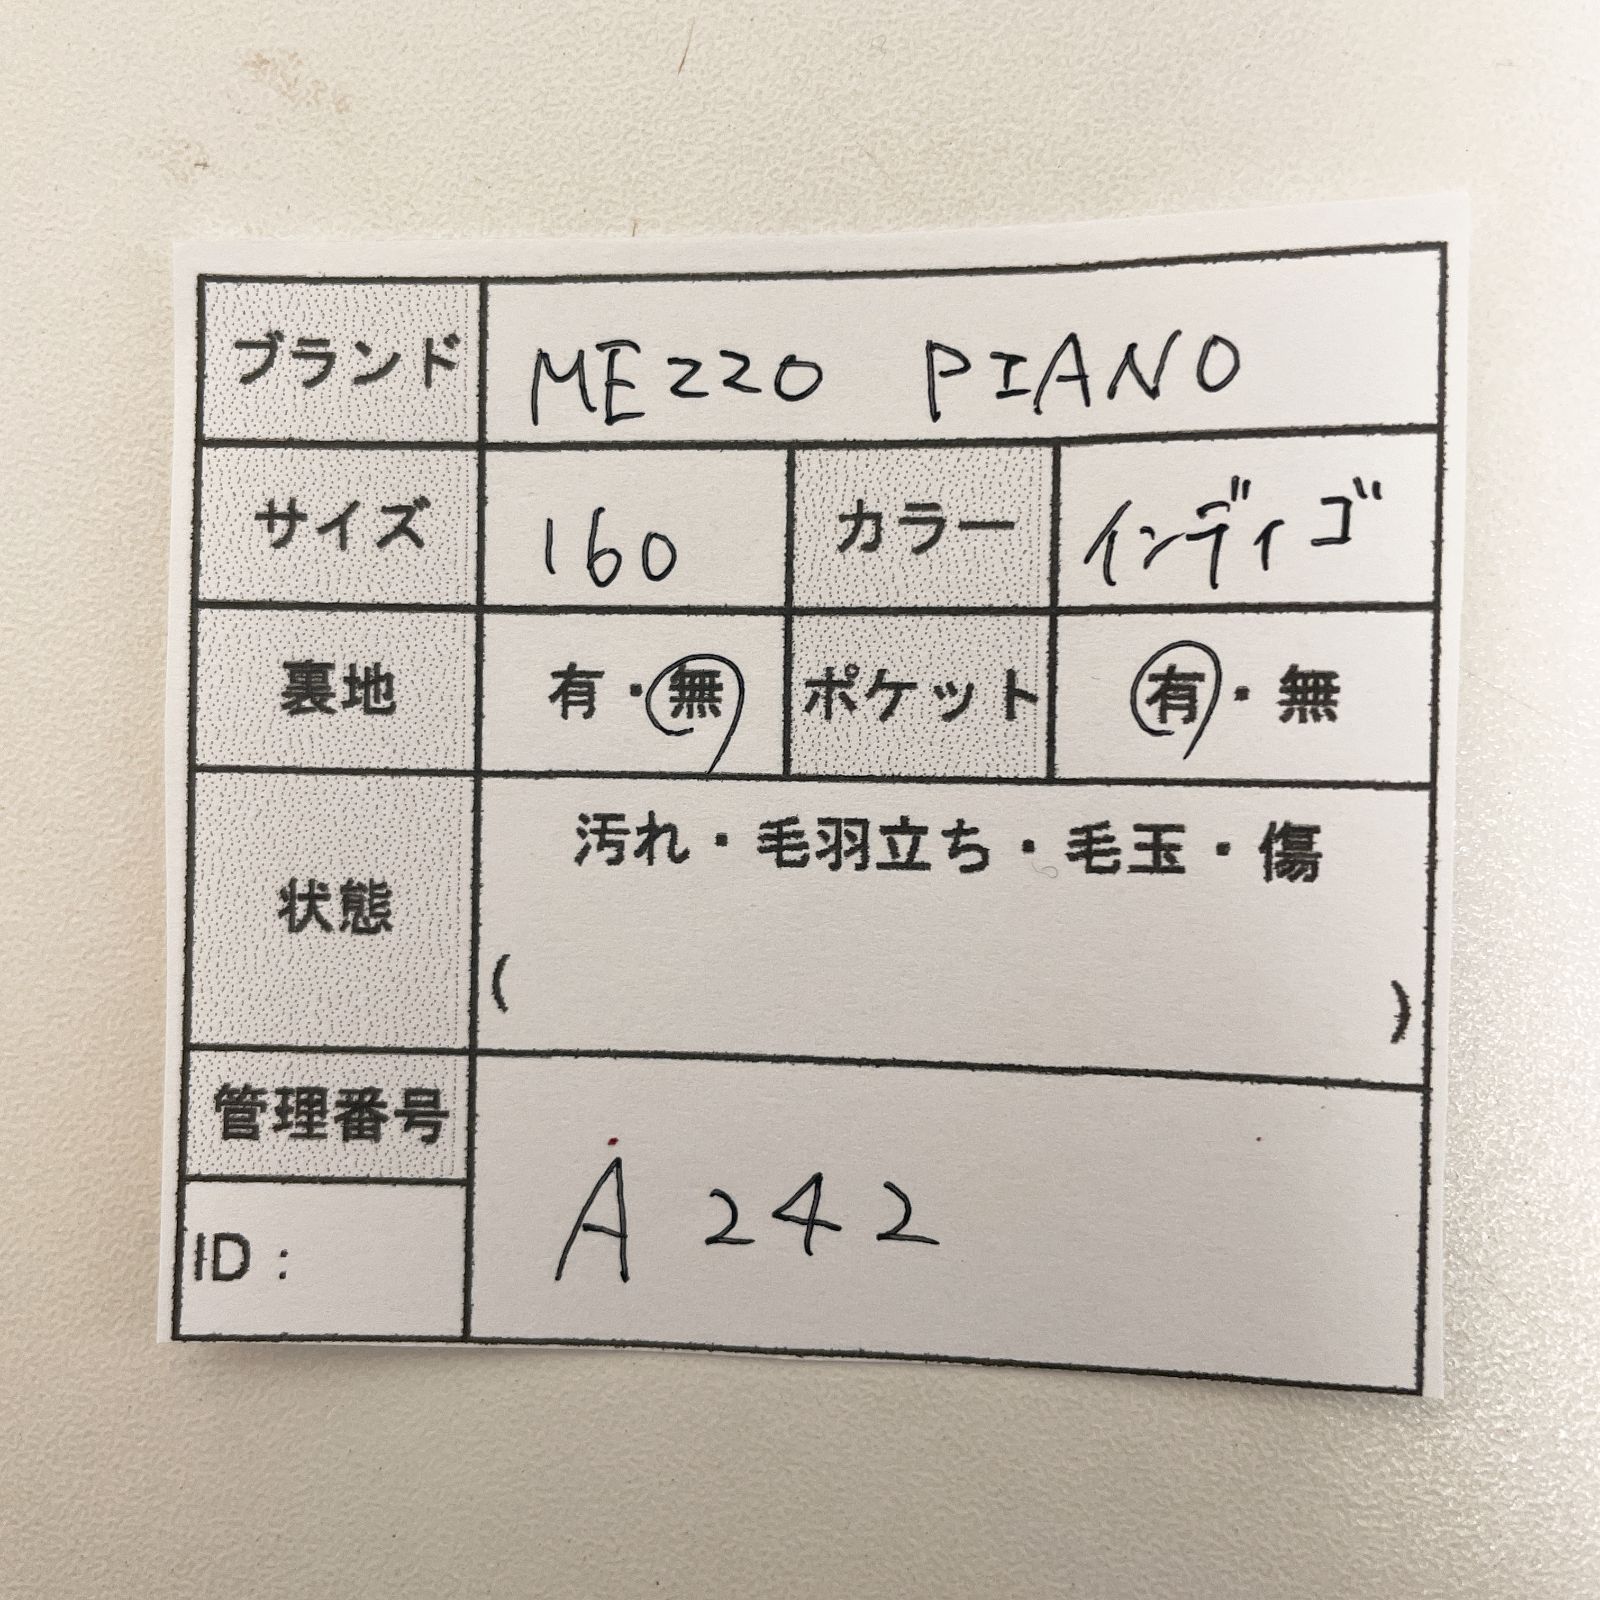 ブランド MEZZO PIANO
サイズ 160 カラー インディゴ
裏地 有・無 ポケット 有・無
汚れ・毛羽立ち・毛玉・傷
状態
( )
管理番号
A 242
ID: